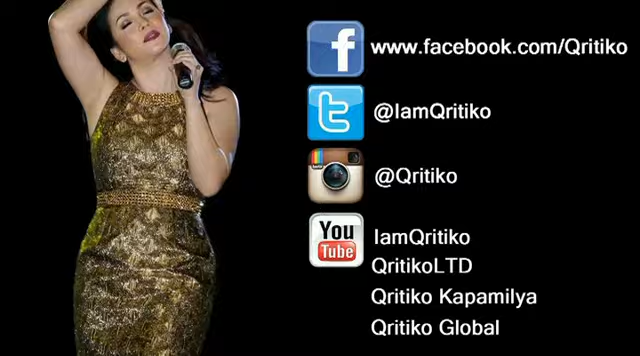 www.facebook.com/Qritiko
@IamQritiko
@Qritiko
You
Tube
IamQritiko
QritikoLTD
Qritiko Kapamilya
Qritiko Global